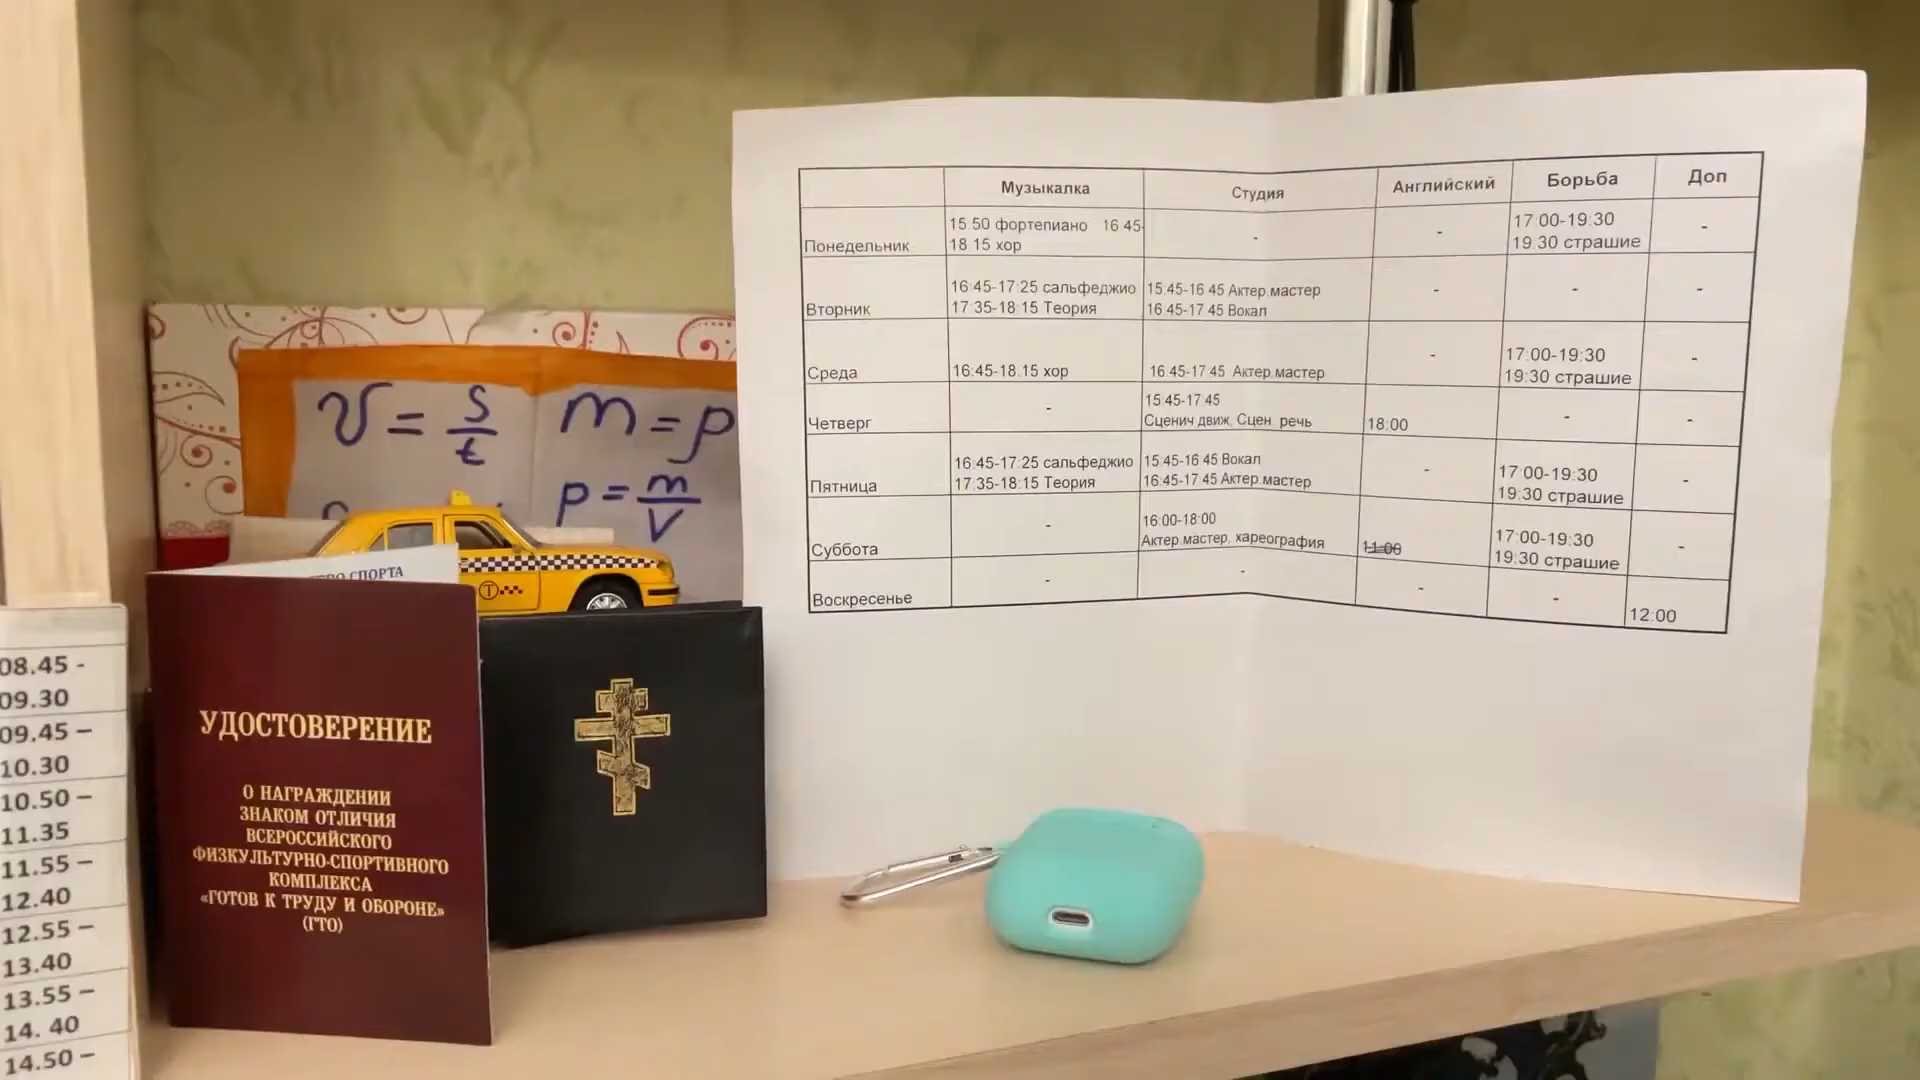 Музыкалка Студия Английский Борьба Доп
Понедельник
15 50 фортепиано 16 45-
18 15 хор
-
-
17:00-19:30
19.30 страшие
-
Вторник
16:45-17:25 сальфеджио
17:35-18:15 Теория
15:45-16 45 Актер.мастер
16:45-17 45 Вокал
-
-
-
Среда
16:45-18.15 хор
16 45-17 45 Актер.мастер
-
17:00-19:30
19:30 страшие
-
Четверг
-
15 45-17 45
Сценич движ, Сцен речь
18:00
-
-
Пятница
16:45-17:25 сальфеджио
17:35-18:15 Теория
15:45-16 45 Вокал
16:45-17 45 Актер.мастер
-
17:00-19:30
19:30 страшие
-
Суббота
-
16:00-18:00
Актер мастер, хареография
11:00
17:00-19:30
19:30 страшие
-
Воскресенье
-
-
-
-
12:00
V = S/t
m = p
p = m/V
СПОРТА
Т
УДОСТОВЕРЕНИЕ
О НАГРАЖДЕНИИ
ЗНАКОМ ОТЛИЧИЯ
ВСЕРОССИЙСКОГО
ФИЗКУЛЬТУРНО-СПОРТИВНОГО
КОМПЛЕКСА
«ГОТОВ К ТРУДУ И ОБОРОНЕ»
(ГТО)
08.45 -
09.30
09.45 –
10.30
10.50 –
11.35
11.55 –
12.40
12.55 –
13.40
13.55 –
14. 40
14.50 –